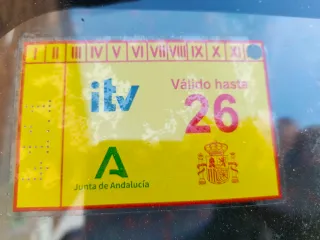 I II III IV V VI VII VIII IX X XI
itv
Válido hasta
26
Junta de Andalucía